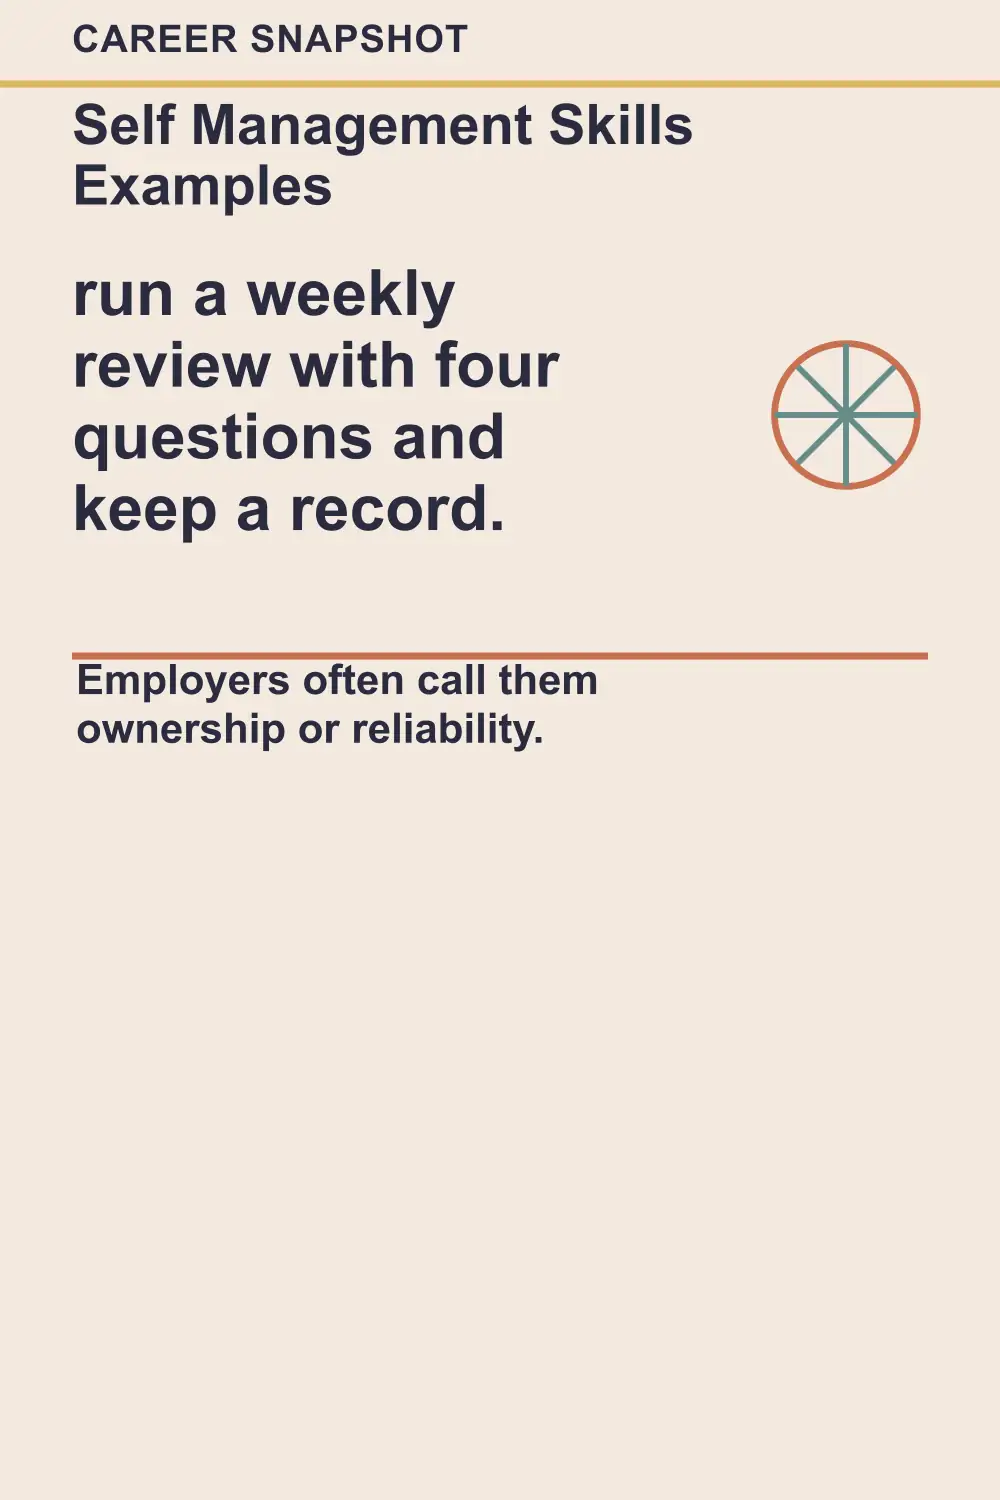 CAREER SNAPSHOT
Self Management Skills
Examples
run a weekly
review with four
questions and
keep a record.
Employers often call them
ownership or reliability.